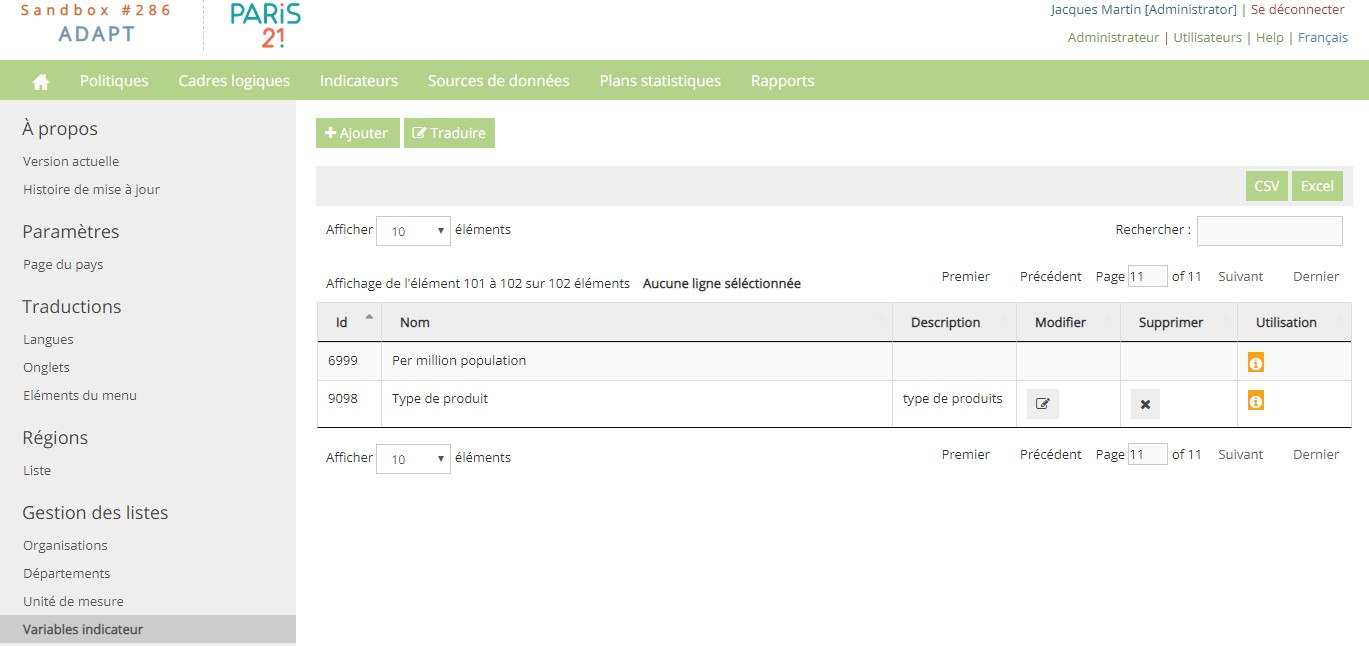 Sandbox #286
ADAPT
PARiS
21!
Jacques Martin [Administrator] | Se déconnecter
Administrateur | Utilisateurs | Help | Français
Politiques Cadres logiques Indicateurs Sources de données Plans statistiques Rapports
À propos
Version actuelle
Histoire de mise à jour
Paramètres
Page du pays
Traductions
Langues
Onglets
Eléments du menu
Régions
Liste
Gestion des listes
Organisations
Départements
Unité de mesure
Variables indicateur
Ajouter Traduire
CSV Excel
Afficher 10 éléments Rechercher :
Affichage de l'élément 101 à 102 sur 102 éléments Aucune ligne séléctionnée Premier Précédent Page 11 of 11 Suivant Dernier
Id Nom Description Modifier Supprimer Utilisation
6999 Per million population
9098 Type de produit type de produits
Afficher 10 éléments Premier Précédent Page 11 of 11 Suivant Dernier